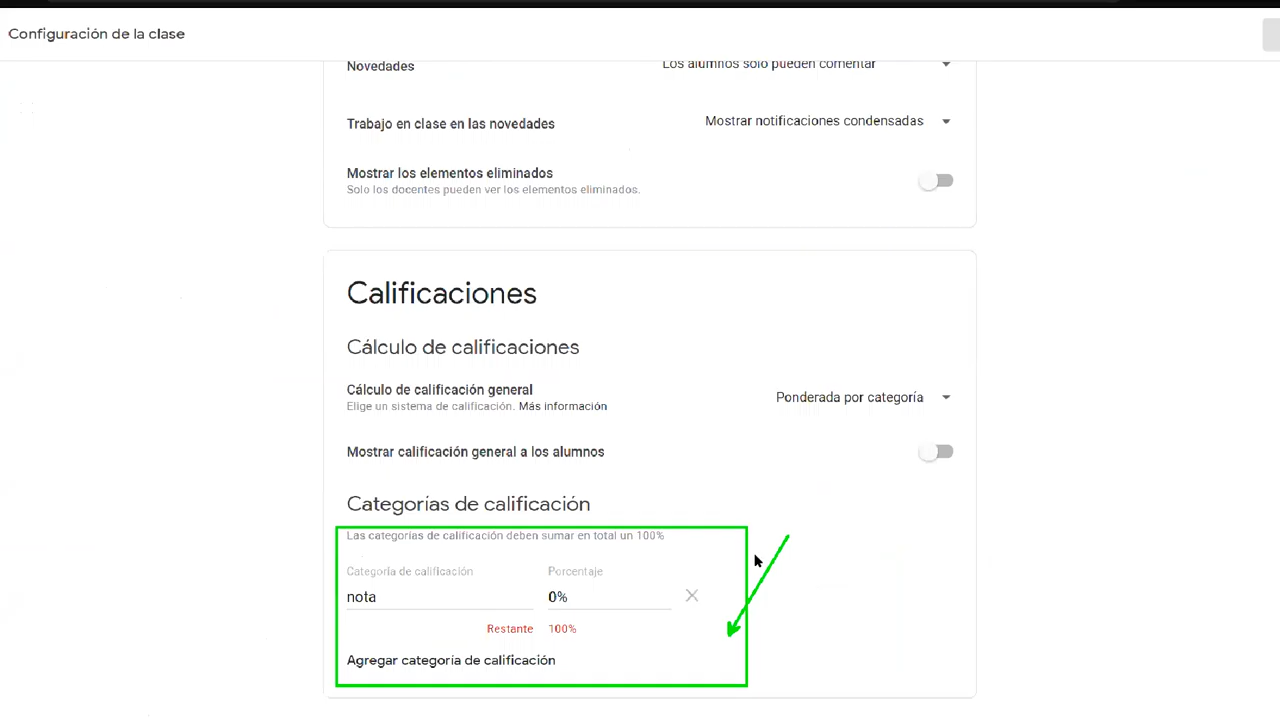 Configuración de la clase
Novedades
Los alumnos solo pueden comentar
Trabajo en clase en las novedades
Mostrar notificaciones condensadas
Mostrar los elementos eliminados
Solo los docentes pueden ver los elementos eliminados.
Calificaciones
Cálculo de calificaciones
Cálculo de calificación general
Elige un sistema de calificación. Más información
Ponderada por categoría
Mostrar calificación general a los alumnos
Categorías de calificación
Las categorías de calificación deben sumar en total un 100%
Categoría de calificación Porcentaje
nota 0%
Restante 100%
Agregar categoría de calificación